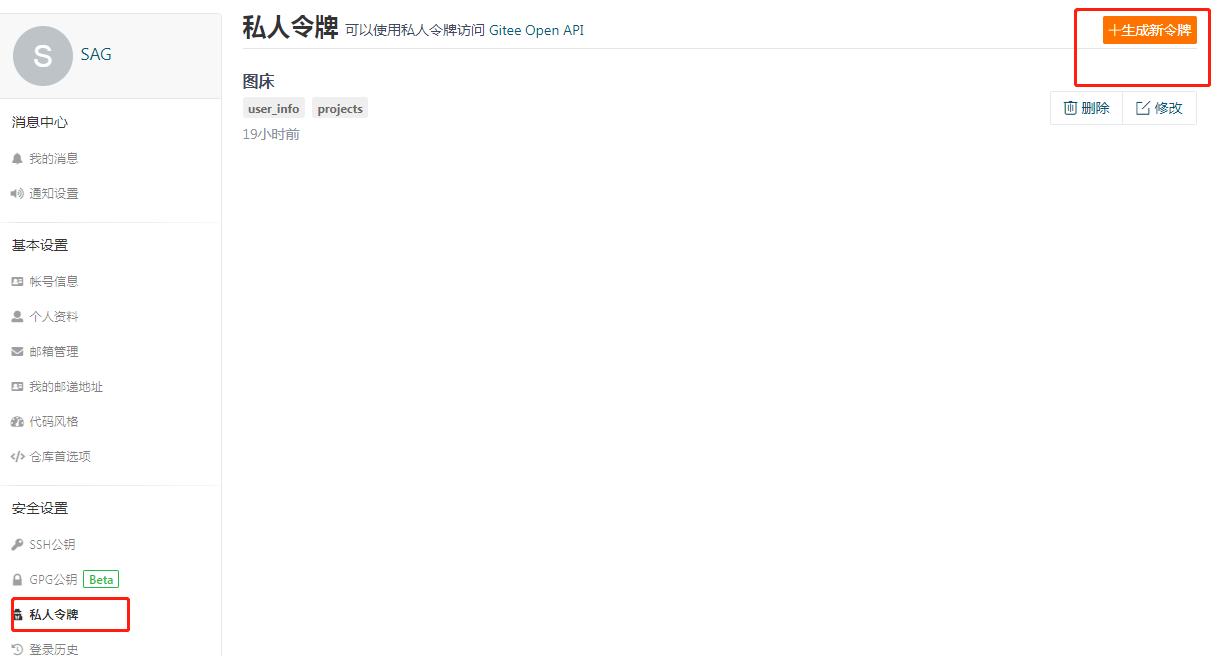 S SAG
消息中心
我的消息
通知设置
基本设置
帐号信息
个人资料
邮箱管理
我的邮递地址
代码风格
仓库首选项
安全设置
SSH公钥
GPG公钥 Beta
私人令牌
登录历史
私人令牌 可以使用私人令牌访问 Gitee Open API
+生成新令牌
图床
user_info projects
19小时前
删除 修改